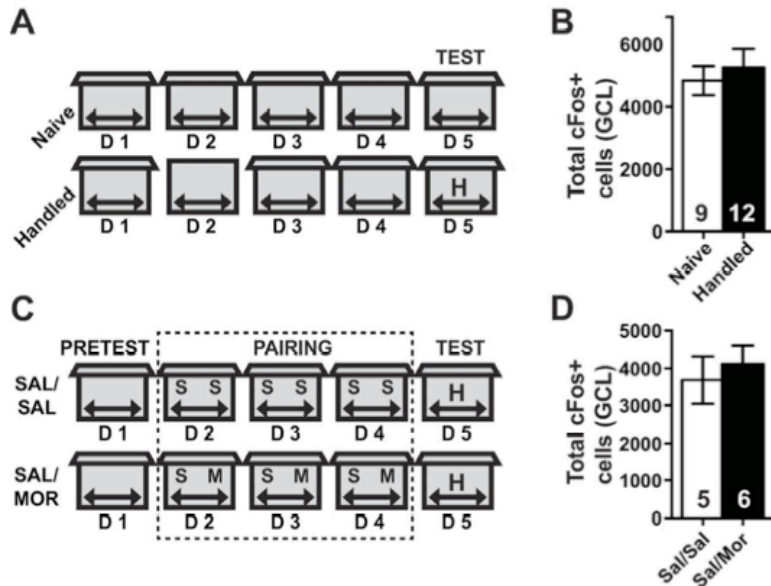 A
TEST
Naive
D 1 D 2 D 3 D 4 D 5
Handled
H
D 1 D 2 D 3 D 4 D 5
B
Total cFos+
cells (GCL)
6000
4000
2000
0
9 12
Naive Handled
C
PRETEST PAIRING TEST
SAL/
SAL
S S S S S S H
D 1 D 2 D 3 D 4 D 5
SAL/
MOR
S M S M S M H
D 1 D 2 D 3 D 4 D 5
D
Total cFos+
cells (GCL)
5000
4000
3000
2000
1000
0
5 6
Sal/Sal Sal/Mor